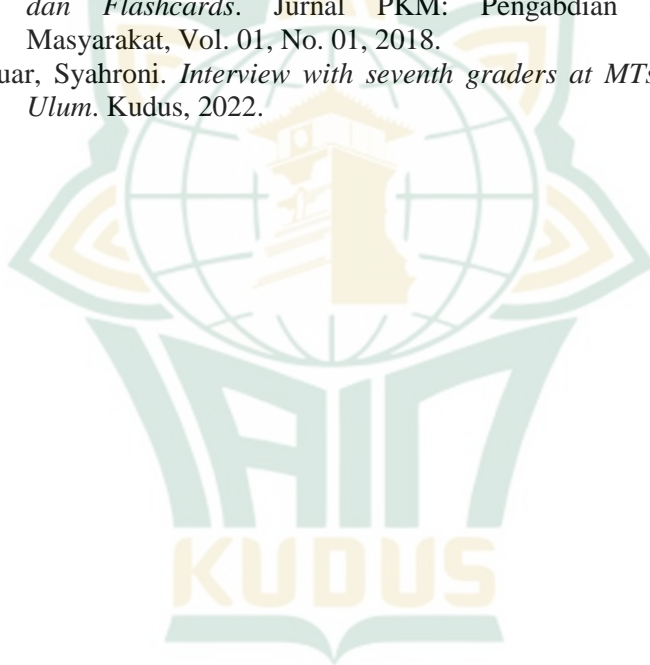 dan Flashcards. Jurnal PKM: Pengabdian
Masyarakat, Vol. 01, No. 01, 2018.
uar, Syahroni. Interview with seventh graders at MTs
Ulum. Kudus, 2022.
IAIN
KUDUS